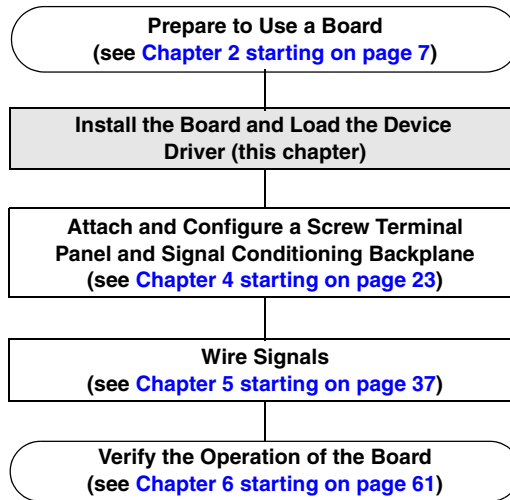 Prepare to Use a Board
(see Chapter 2 starting on page 7)
Install the Board and Load the Device
Driver (this chapter)
Attach and Configure a Screw Terminal
Panel and Signal Conditioning Backplane
(see Chapter 4 starting on page 23)
Wire Signals
(see Chapter 5 starting on page 37)
Verify the Operation of the Board
(see Chapter 6 starting on page 61)